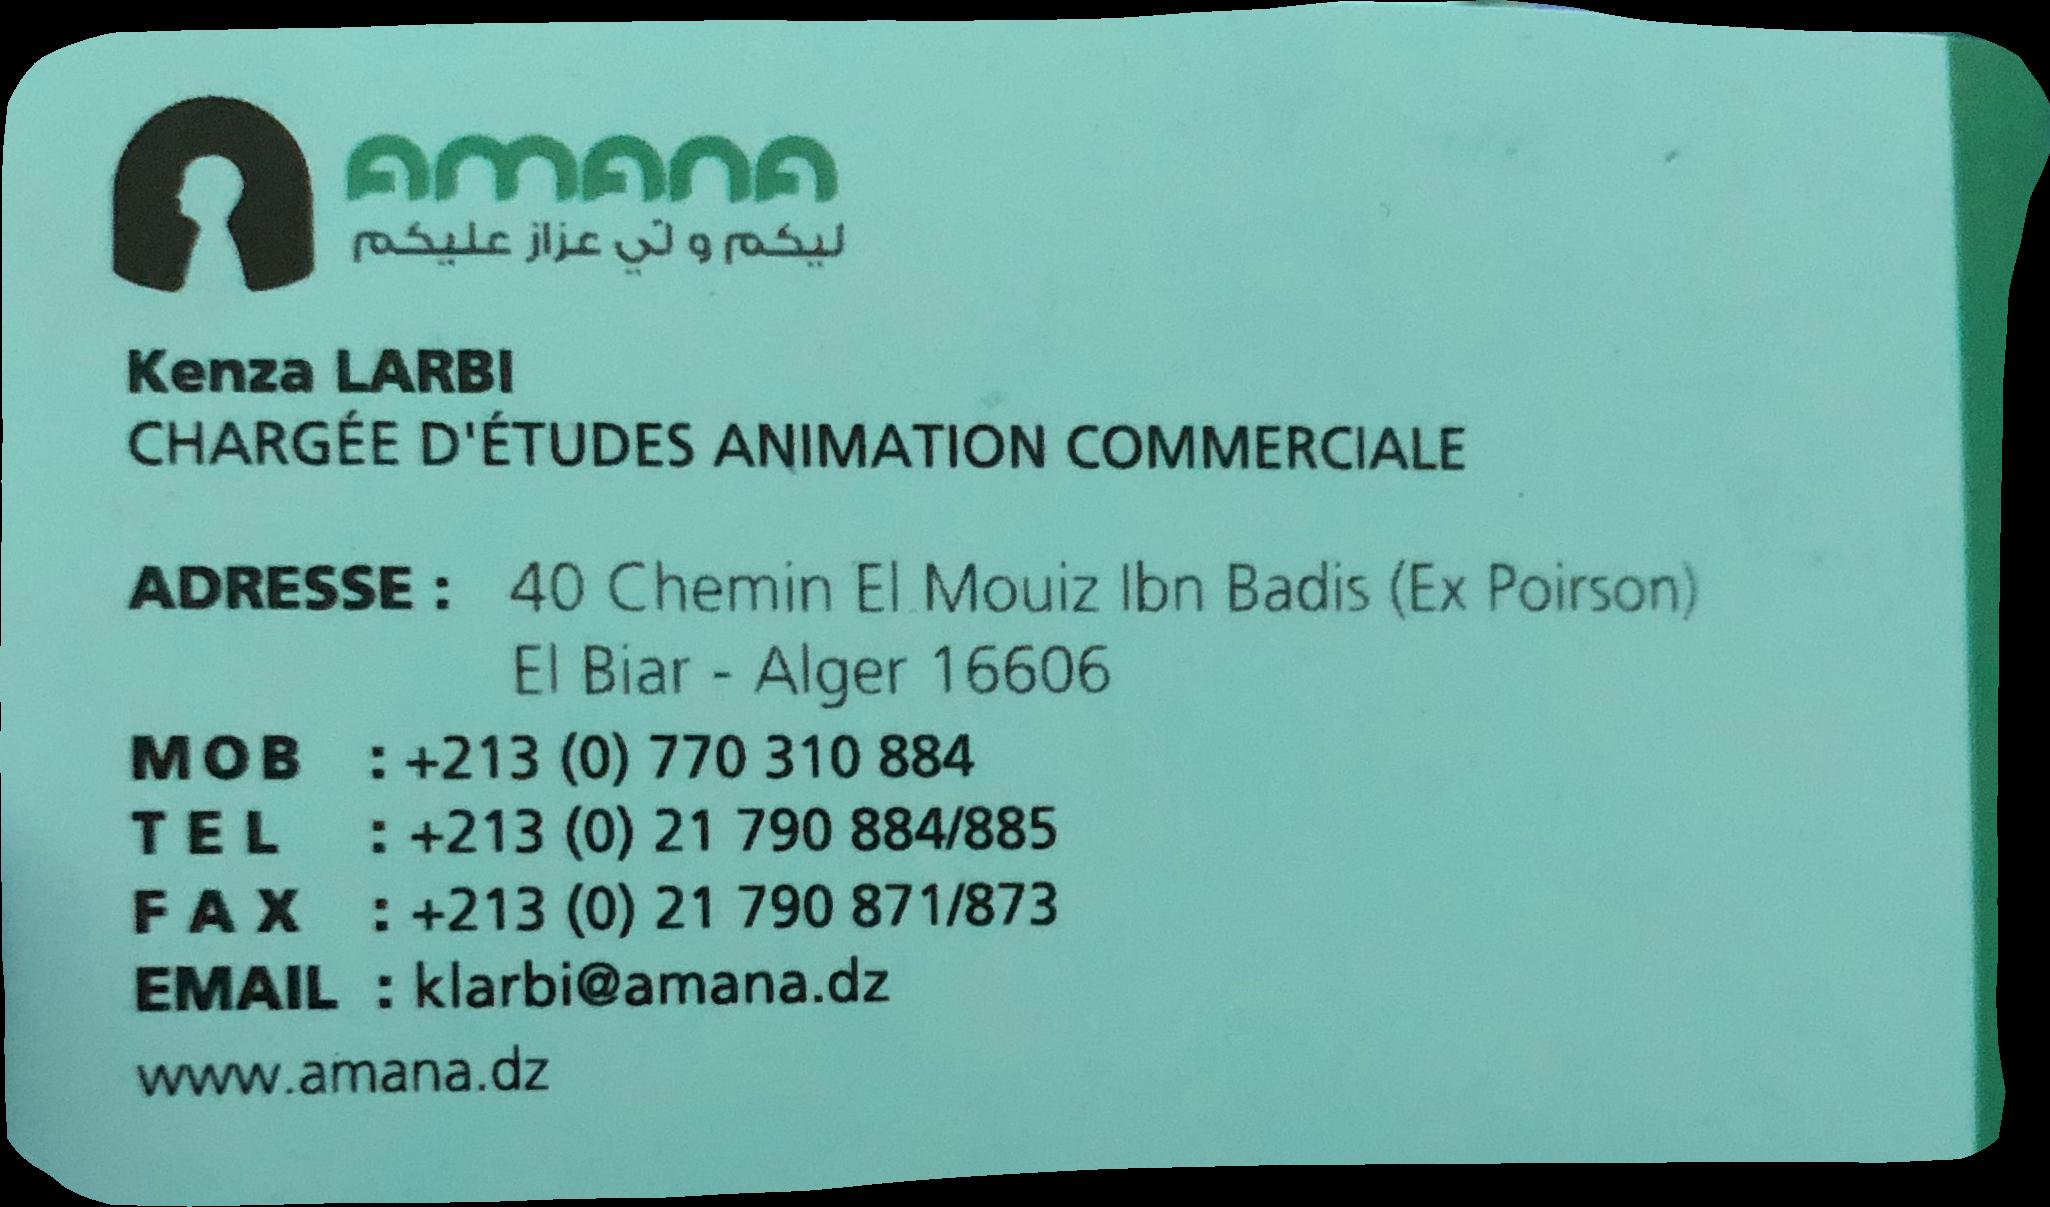 amana
ليكم و لي عزاز عليكم
Kenza LARBI
CHARGÉE D'ÉTUDES ANIMATION COMMERCIALE
ADRESSE : 40 Chemin El Mouiz Ibn Badis (Ex Poirson)
El Biar - Alger 16606
MOB : +213 (0) 770 310 884
TEL : +213 (0) 21 790 884/885
FAX : +213 (0) 21 790 871/873
EMAIL : klarbi@amana.dz
www.amana.dz